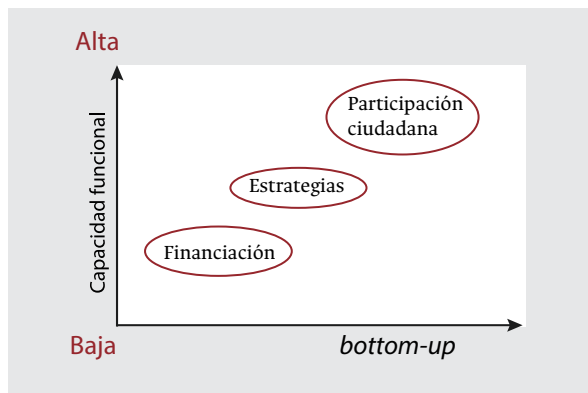 Alta
Capacidad funcional
Participación
ciudadana
Estrategias
Financiación
Baja
bottom-up